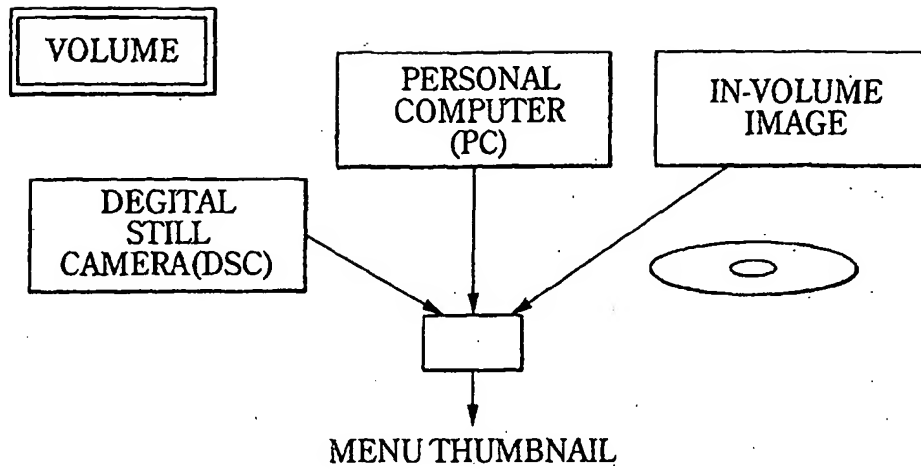 VOLUME
PERSONAL
COMPUTER
(PC)
IN-VOLUME
IMAGE
DEGITAL
STILL
CAMERA(DSC)
MENU THUMBNAIL